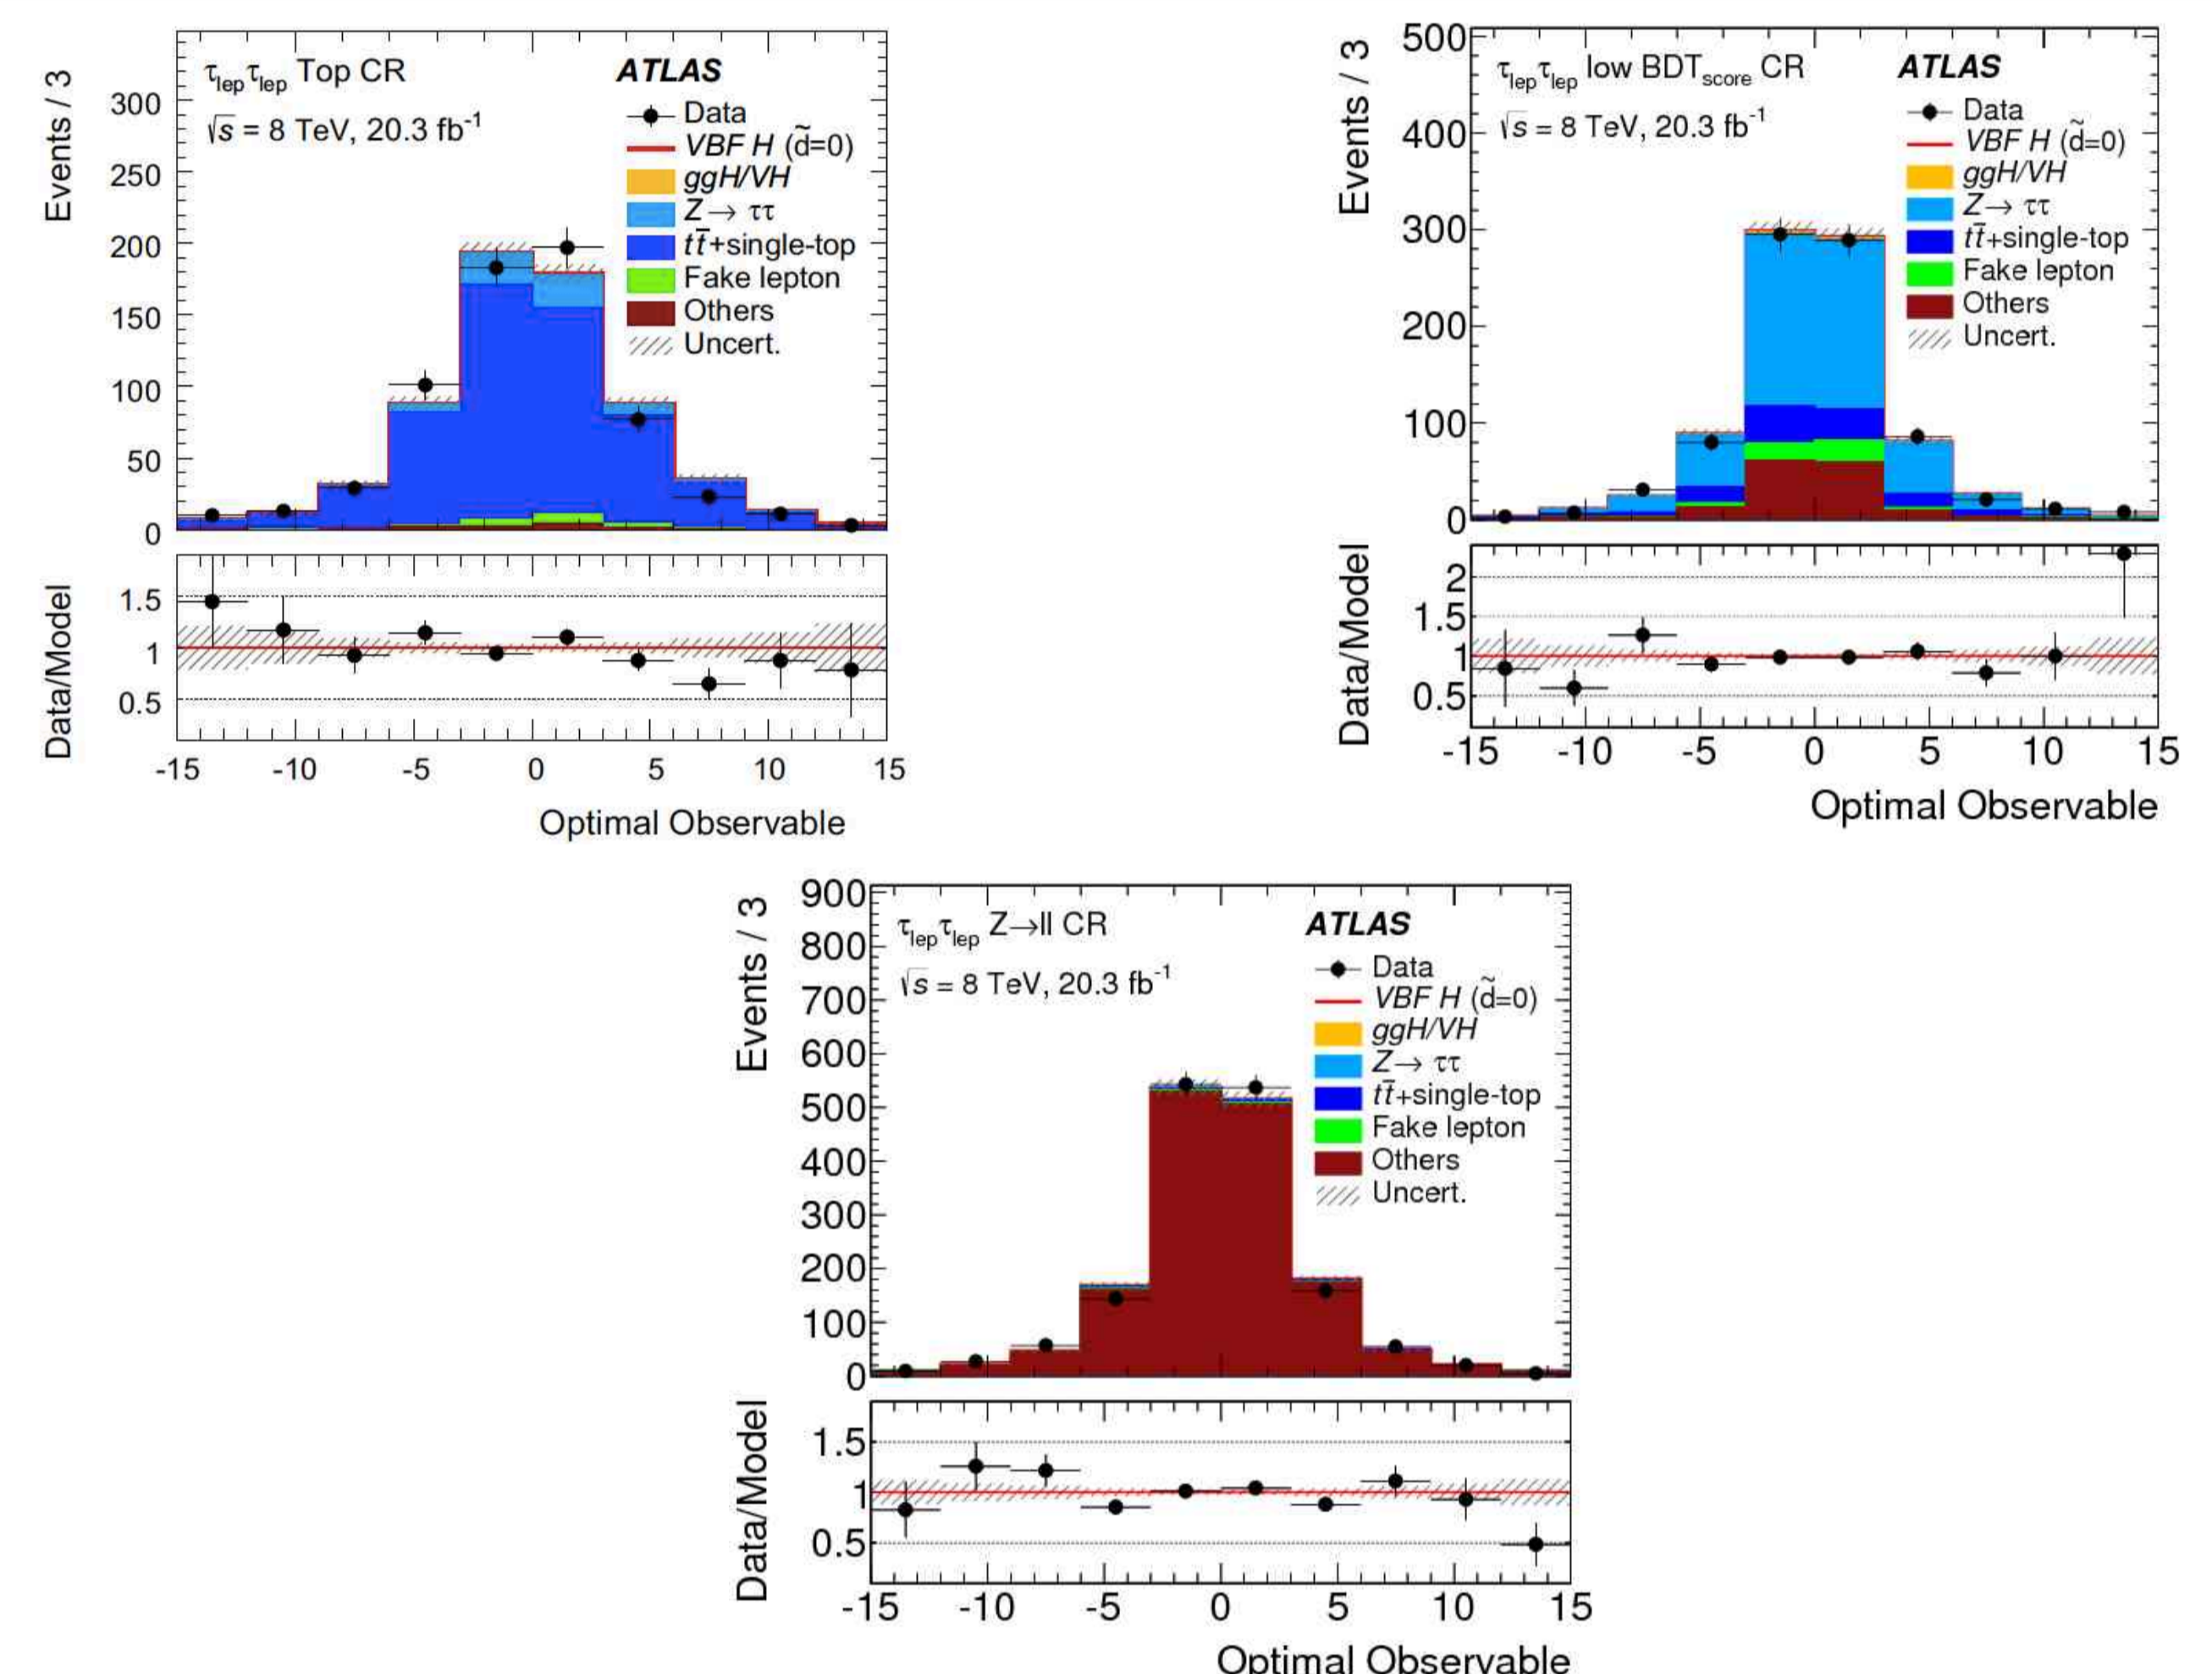 Events / 3
τlepτlep Top CR
√s = 8 TeV, 20.3 fb-1
ATLAS
Data
VBF H (d̃=0)
ggH/VH
Z→ ττ
tt̄+single-top
Fake lepton
Others
Uncert.
300
250
200
150
100
50
0
Data/Model
1.5
1
0.5
-15 -10 -5 0 5 10 15
Optimal Observable
Events / 3
τlepτlep low BDTscore CR
√s = 8 TeV, 20.3 fb-1
ATLAS
Data
VBF H (d̃=0)
ggH/VH
Z→ ττ
tt̄+single-top
Fake lepton
Others
Uncert.
500
400
300
200
100
0
Data/Model
2
1.5
1
0.5
-15 -10 -5 0 5 10 15
Optimal Observable
Events / 3
τlepτlep Z→ll CR
√s = 8 TeV, 20.3 fb-1
ATLAS
Data
VBF H (d̃=0)
ggH/VH
Z→ ττ
tt̄+single-top
Fake lepton
Others
Uncert.
900
800
700
600
500
400
300
200
100
0
Data/Model
1.5
1
0.5
-15 -10 -5 0 5 10 15
Optimal Observable